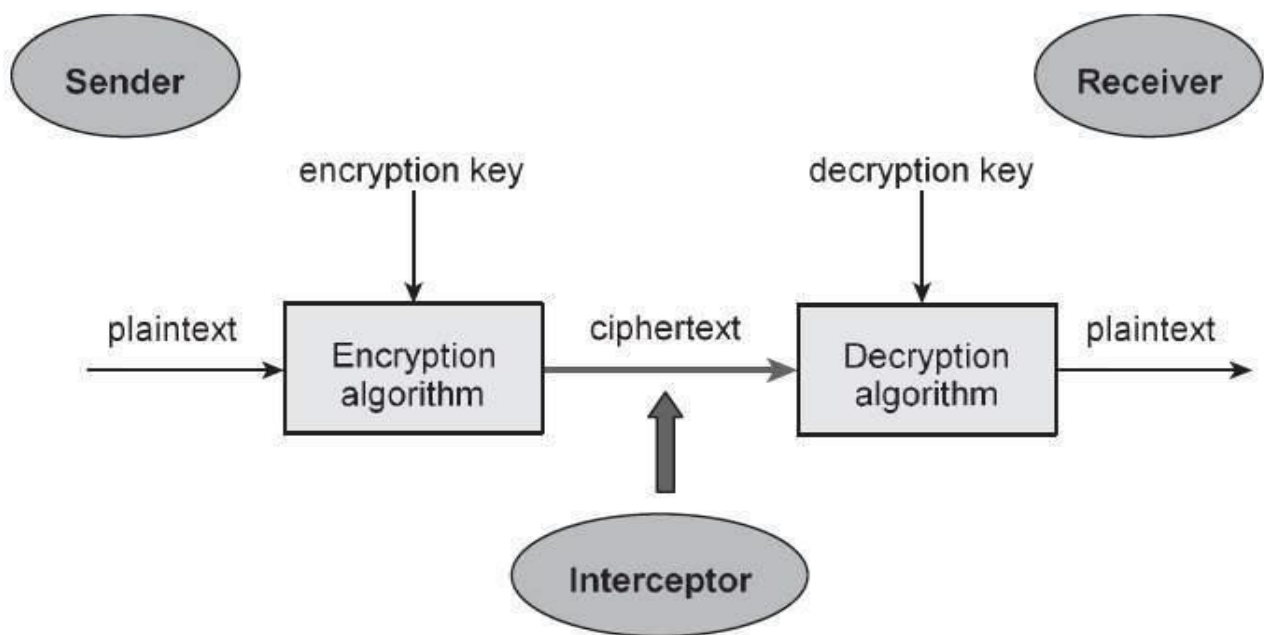 Sender
Receiver
encryption key
decryption key
plaintext
Encryption
algorithm
ciphertext
Decryption
algorithm
plaintext
Interceptor